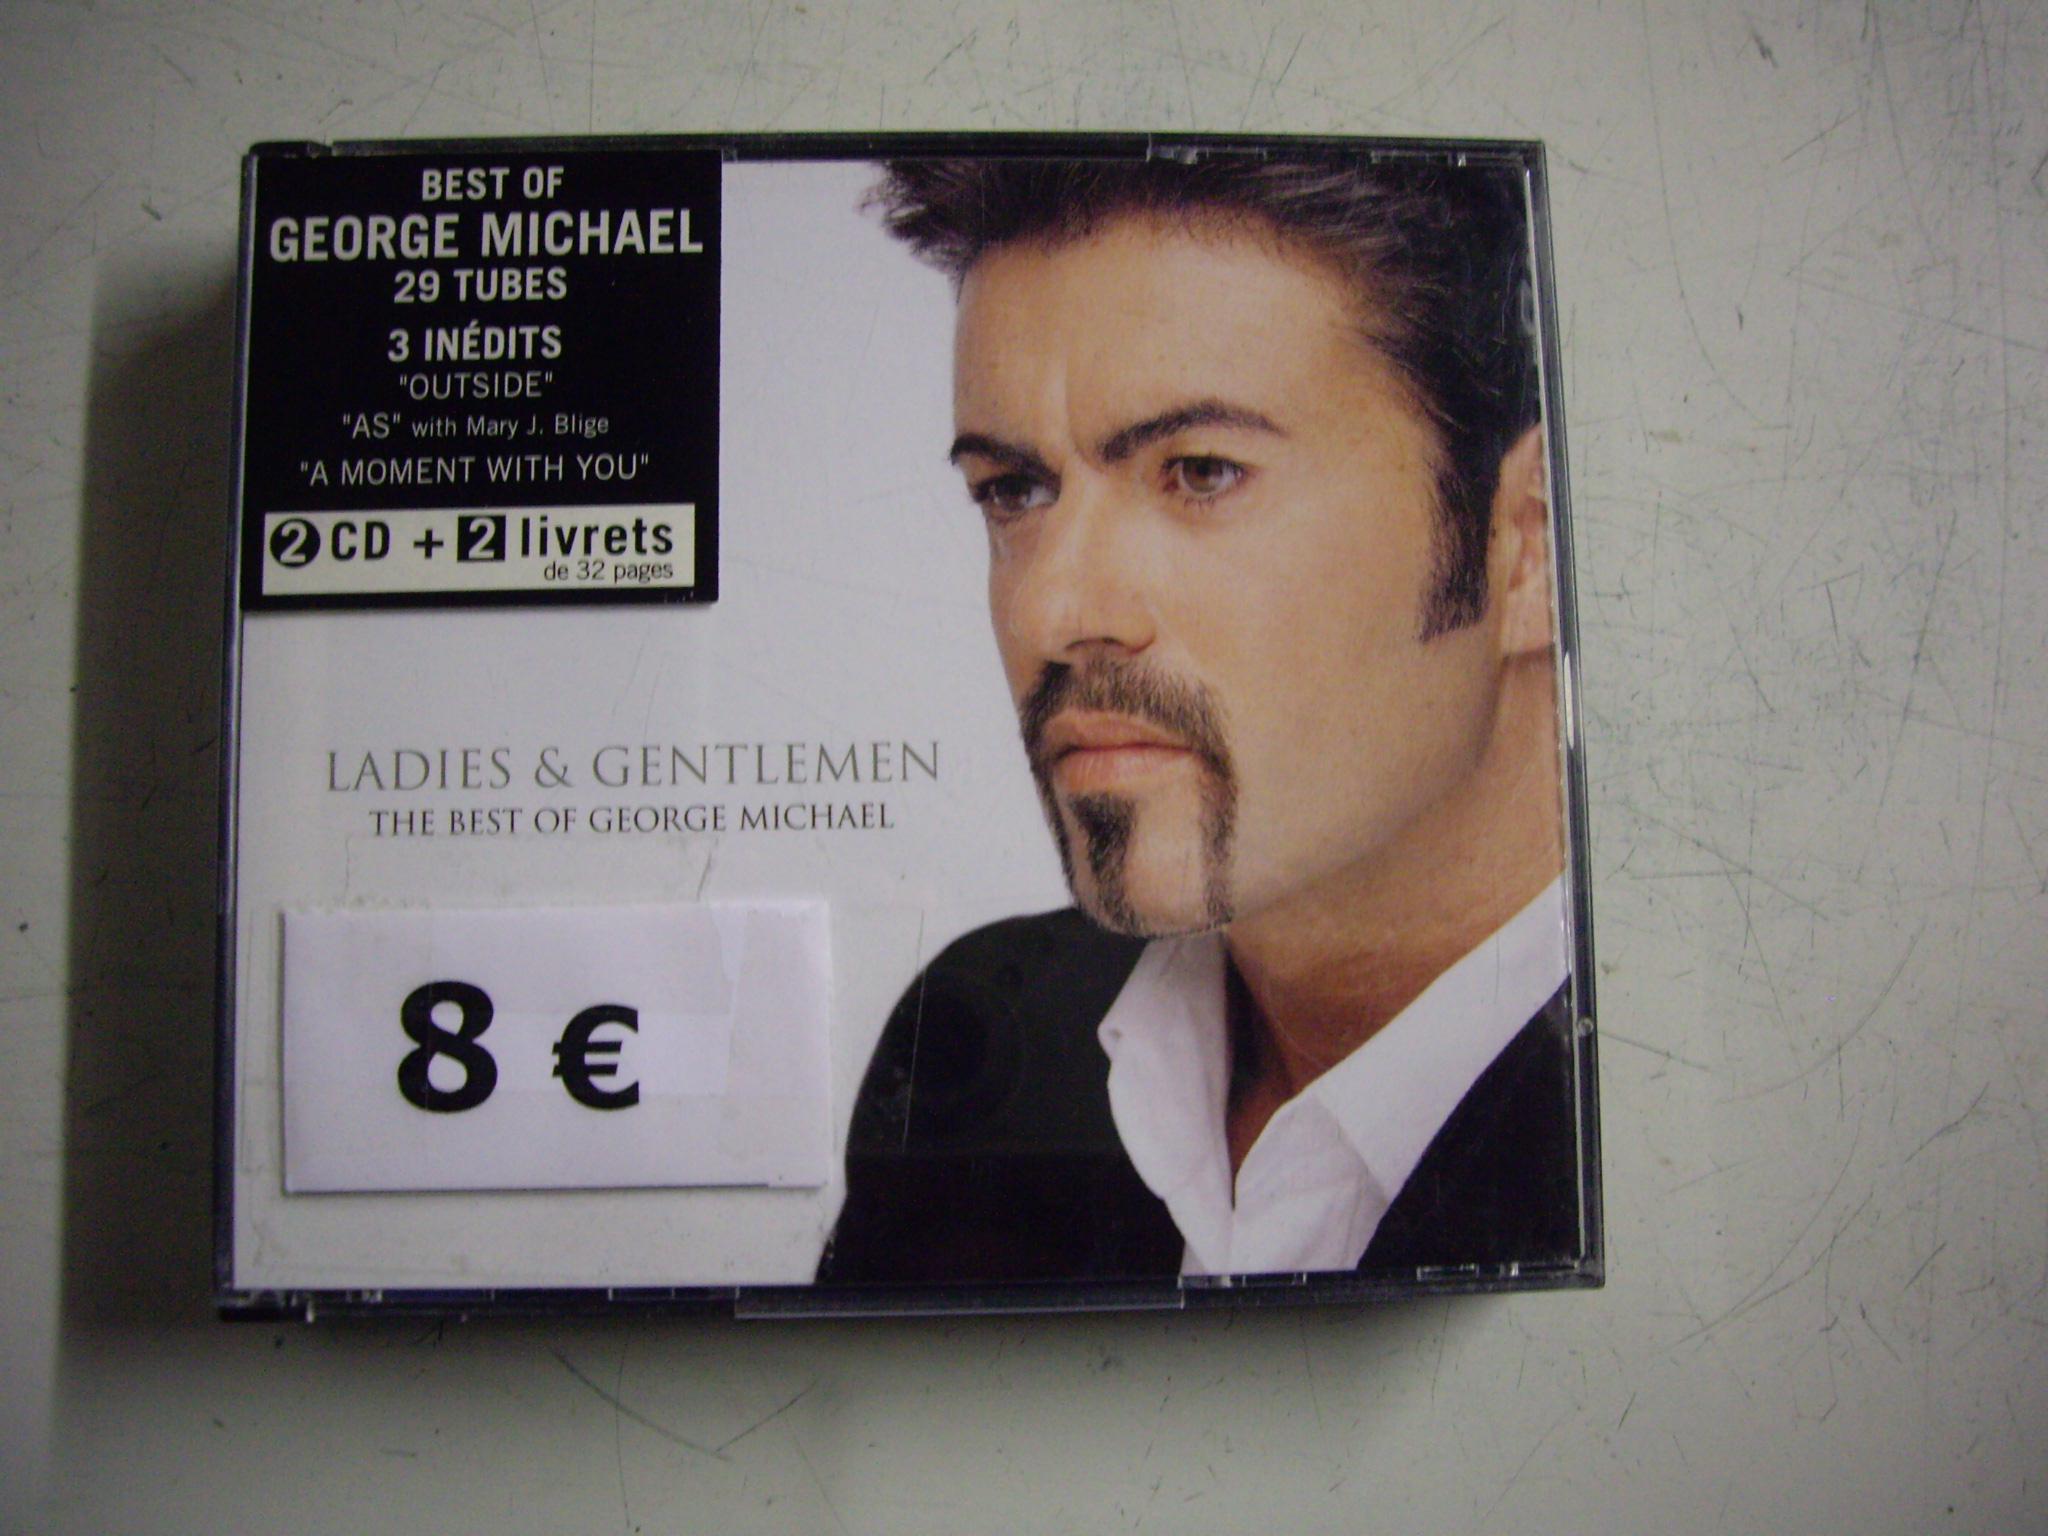 BEST OF
GEORGE MICHAEL
29 TUBES
3 INÉDITS
"OUTSIDE"
"AS" with Mary J. Blige
"A MOMENT WITH YOU"
2 CD + 2 livrets
de 32 pages
LADIES & GENTLEMEN
THE BEST OF GEORGE MICHAEL
8 €